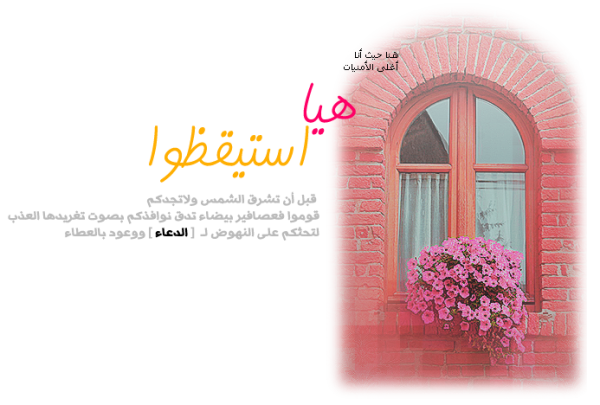 هنا حيث أنا
أغلى الأمنيات
هيا
استيقظوا
قبل أن تشرق الشمس ولاتجدكم
قوموا فعصافير بيضاء تدق نوافذكم بصوت تغريدها العذب
لتحثكم على النهوض لـ [ الدعاء ] ووعود بالعطاء